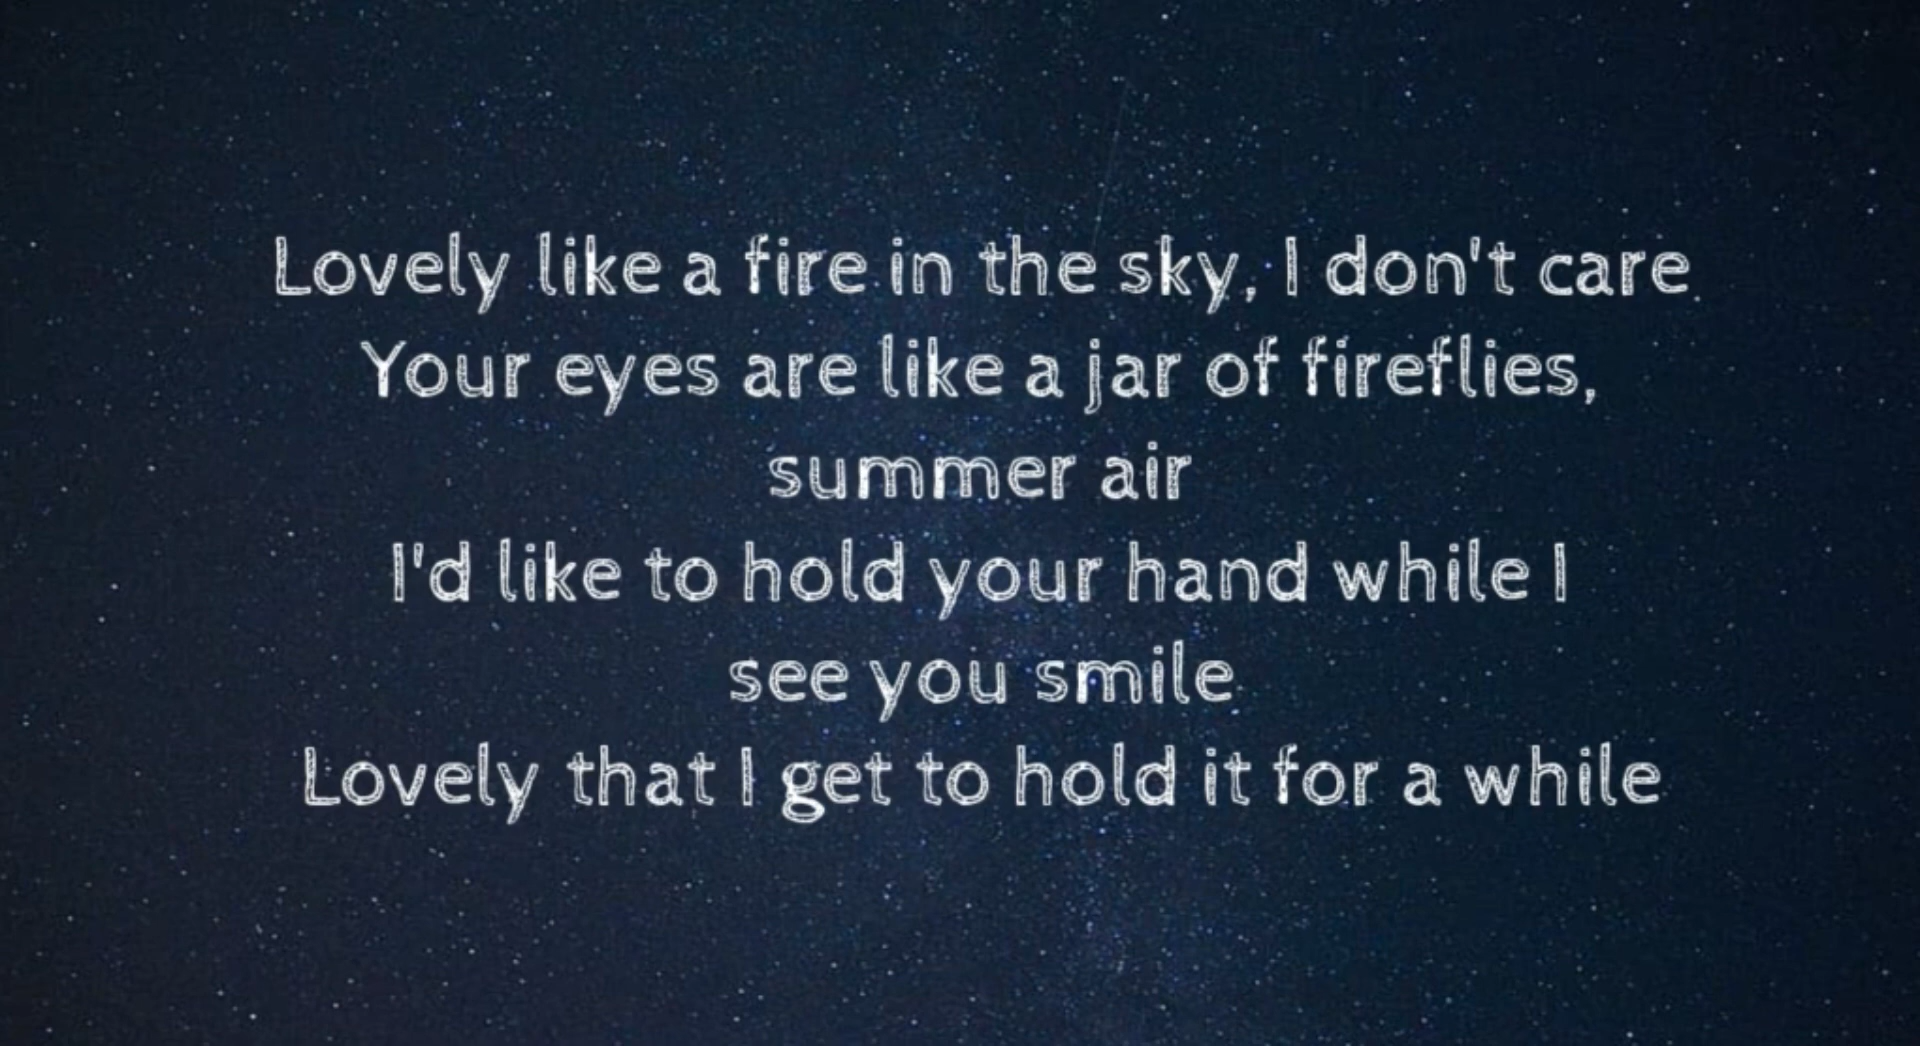 Lovely like a fire in the sky, I don't care
Your eyes are like a jar of fireflies,
summer air
I'd like to hold your hand while I
see you smile
Lovely that I get to hold it for a while